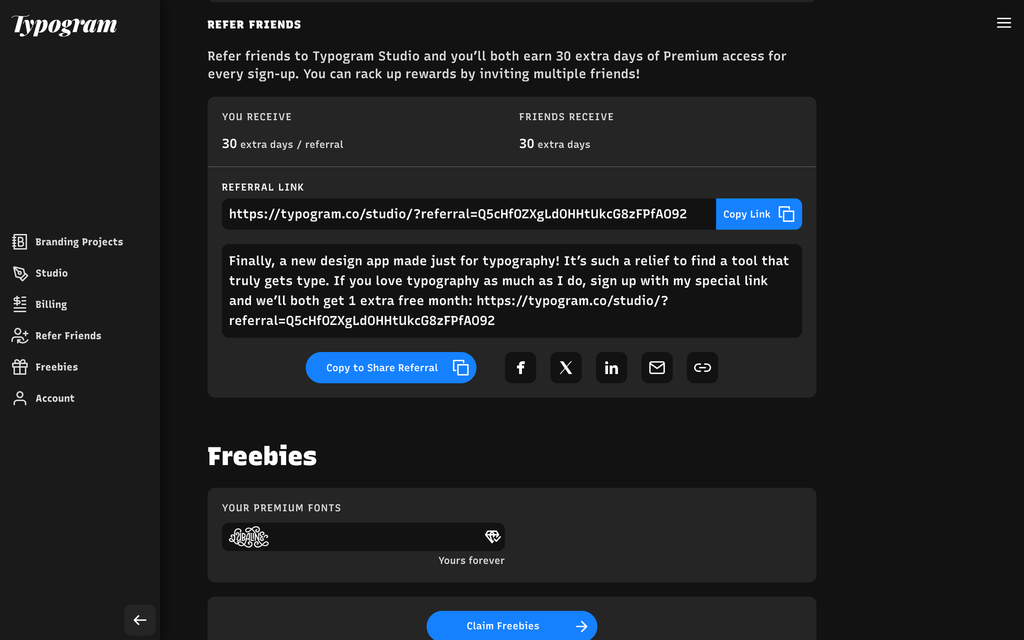 Typogram
Branding Projects
Studio
Billing
Refer Friends
Freebies
Account
REFER FRIENDS
Refer friends to Typogram Studio and you’ll both earn 30 extra days of Premium access for
every sign-up. You can rack up rewards by inviting multiple friends!
YOU RECEIVE
30 extra days / referral
FRIENDS RECEIVE
30 extra days
REFERRAL LINK
https://typogram.co/studio/?referral=Q5cHfOZXgLdOHHtUkcG8zFPfAO92
Copy Link
Finally, a new design app made just for typography! It’s such a relief to find a tool that
truly gets type. If you love typography as much as I do, sign up with my special link
and we’ll both get 1 extra free month: https://typogram.co/studio/?
referral=Q5cHfOZXgLdOHHtUkcG8zFPfAO92
Copy to Share Referral
Freebies
YOUR PREMIUM FONTS
Yours forever
Claim Freebies